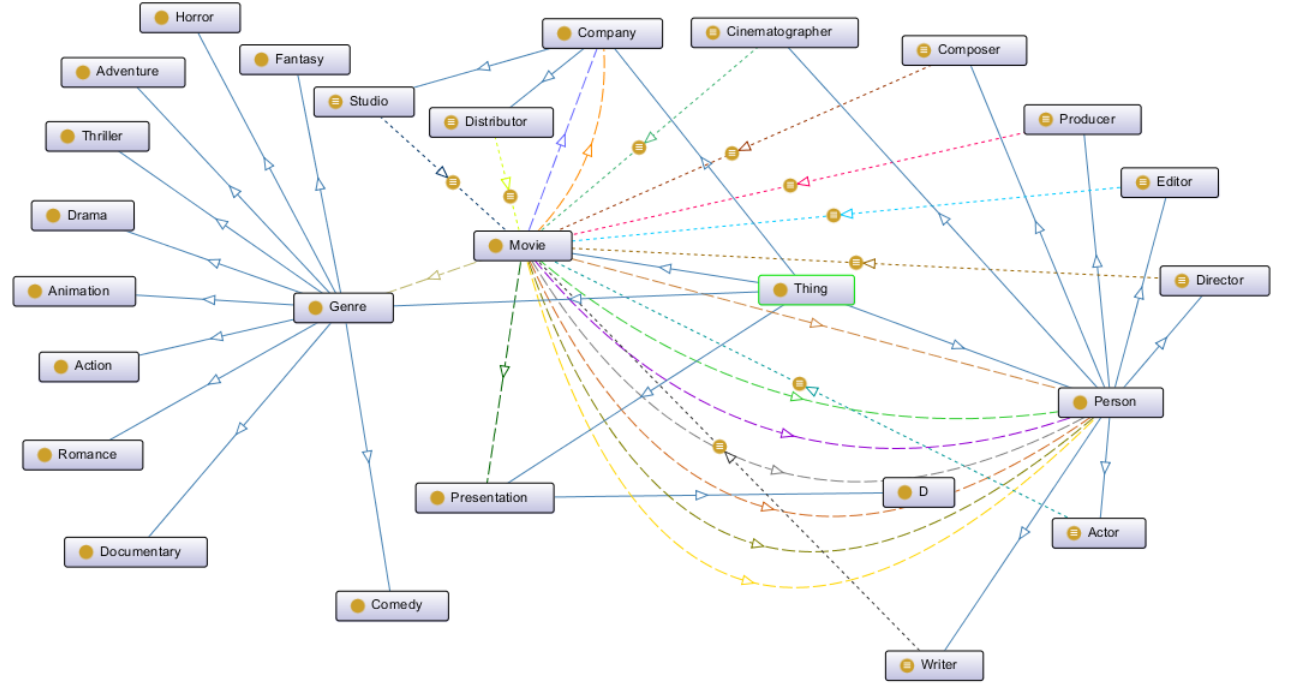 Horror
Company
Cinematographer
Composer
Fantasy
Adventure
Studio
Distributor
Producer
Thriller
Editor
Drama
Movie
Director
Animation
Thing
Genre
Action
Person
Romance
Presentation
D
Actor
Documentary
Comedy
Writer